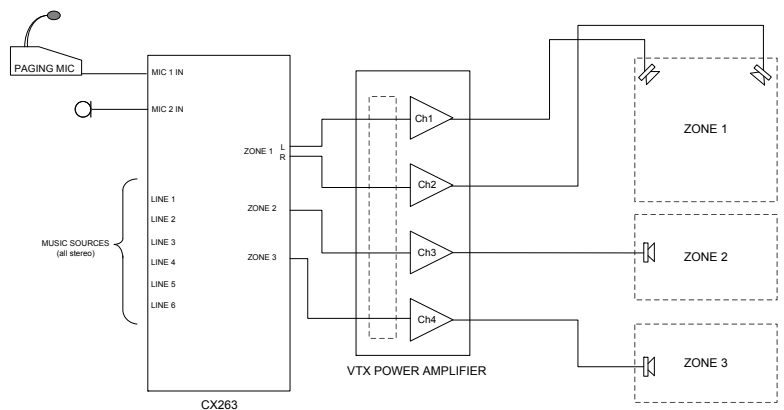 PAGING MIC
MIC 1 IN
MIC 2 IN
MUSIC SOURCES
(all stereo)
LINE 1
LINE 2
LINE 3
LINE 4
LINE 5
LINE 6
ZONE 1
L
R
ZONE 2
ZONE 3
CX263
Ch1
Ch2
Ch3
Ch4
VTX POWER AMPLIFIER
ZONE 1
ZONE 2
ZONE 3